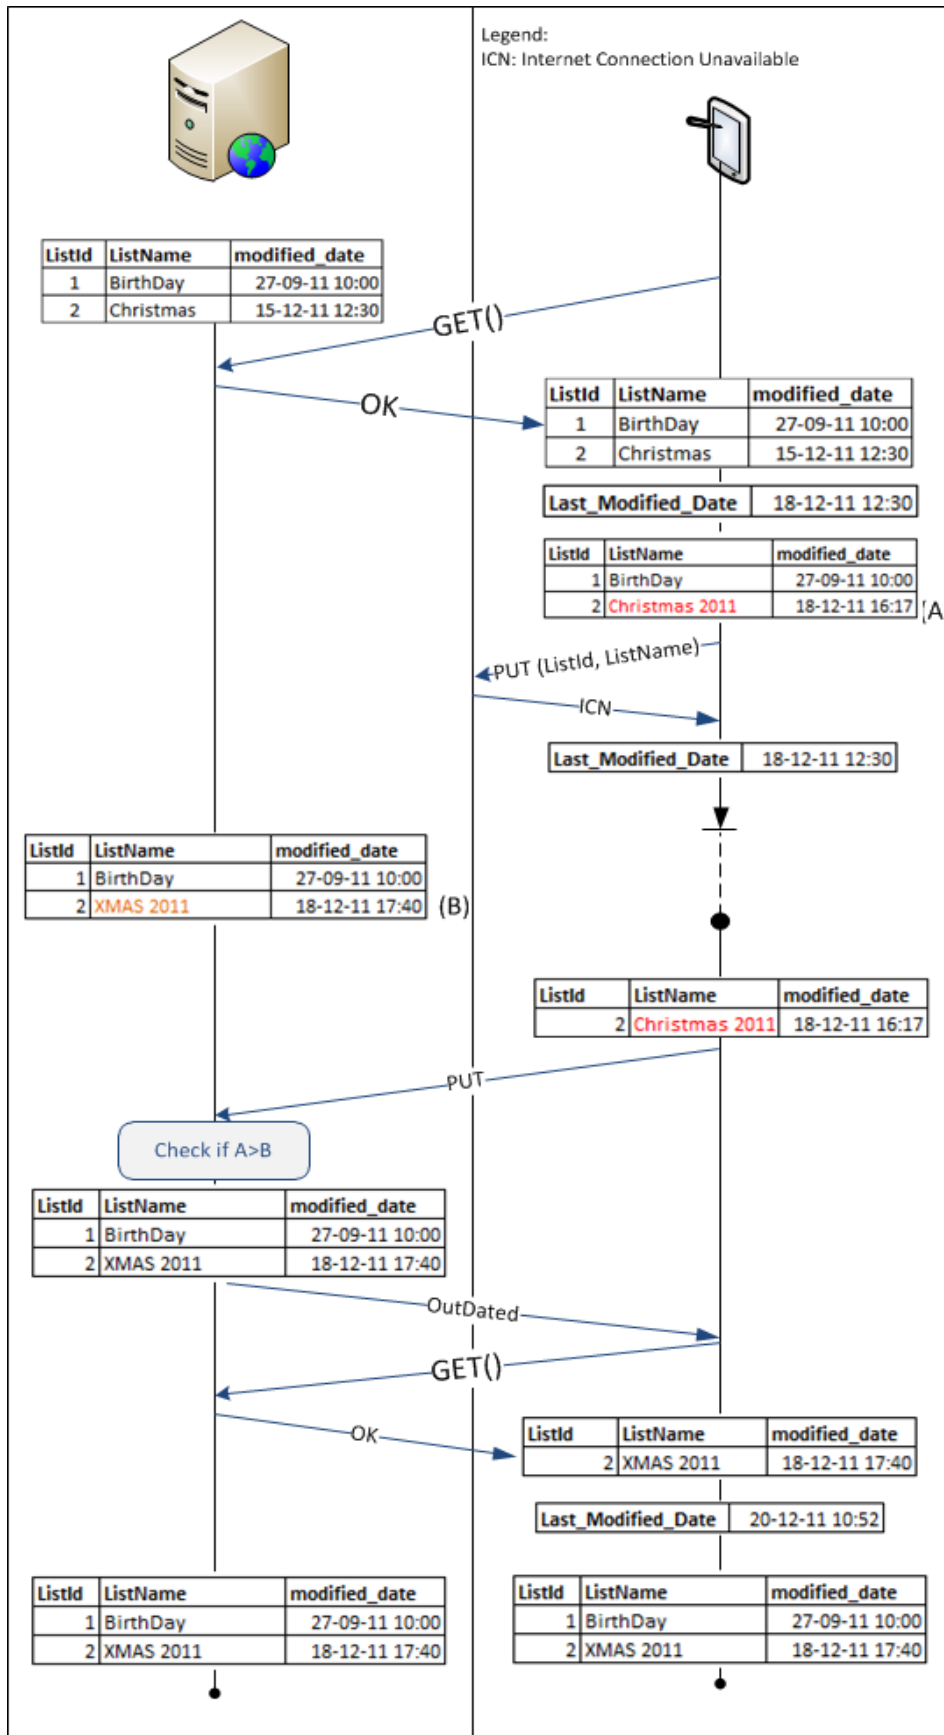 Legend:
ICN: Internet Connection Unavailable
ListId ListName modified_date
1 BirthDay 27-09-11 10:00
2 Christmas 15-12-11 12:30
GET()
OK
ListId ListName modified_date
1 BirthDay 27-09-11 10:00
2 Christmas 15-12-11 12:30
Last_Modified_Date 18-12-11 12:30
ListId ListName modified_date
1 BirthDay 27-09-11 10:00
2 Christmas 2011 18-12-11 16:17 (A
PUT (ListId, ListName)
ICN
Last_Modified_Date 18-12-11 12:30
ListId ListName modified_date
1 BirthDay 27-09-11 10:00
2 XMAS 2011 18-12-11 17:40 (B)
ListId ListName modified_date
2 Christmas 2011 18-12-11 16:17
PUT
Check if A>B
ListId ListName modified_date
1 BirthDay 27-09-11 10:00
2 XMAS 2011 18-12-11 17:40
OutDated
GET()
OK
ListId ListName modified_date
2 XMAS 2011 18-12-11 17:40
Last_Modified_Date 20-12-11 10:52
ListId ListName modified_date
1 BirthDay 27-09-11 10:00
2 XMAS 2011 18-12-11 17:40
ListId ListName modified_date
1 BirthDay 27-09-11 10:00
2 XMAS 2011 18-12-11 17:40